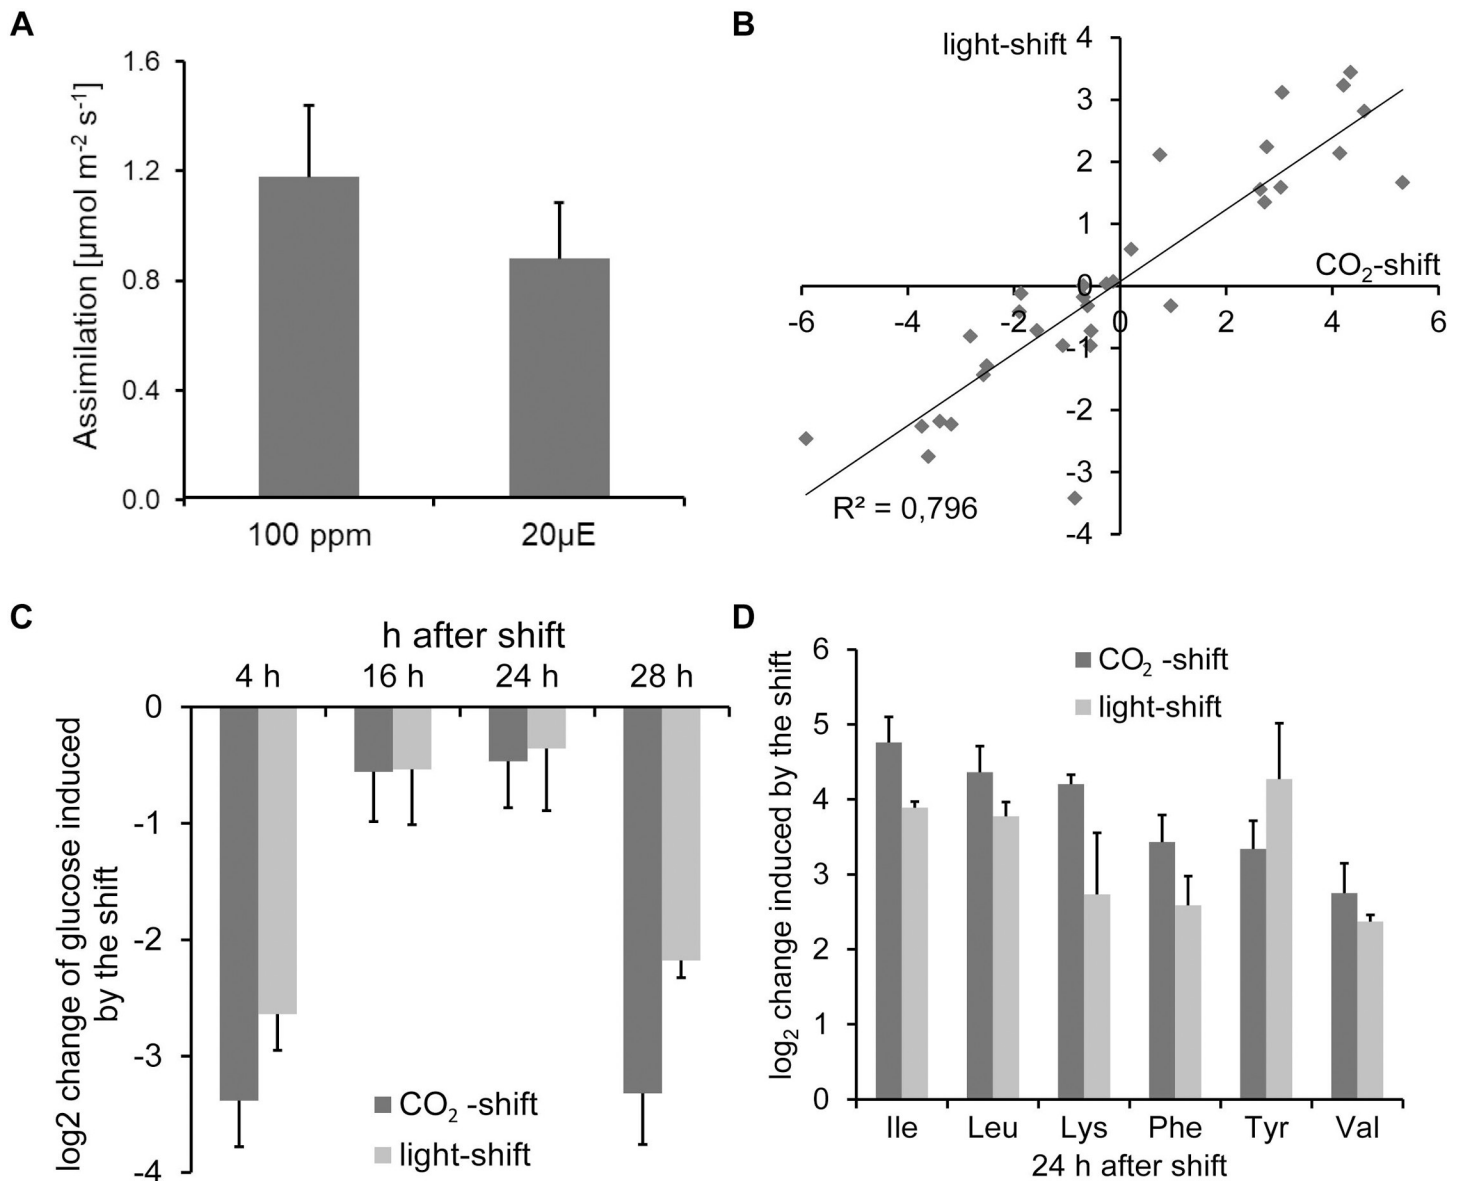 A
Assimilation [µmol m⁻² s⁻¹]
1.6
1.2
0.8
0.4
0.0
100 ppm 20µE
B
light-shift
CO₂-shift
4
3
2
1
0
-1
-2
-3
-4
-6 -4 -2 0 2 4 6
R² = 0,796
C
h after shift
4 h 16 h 24 h 28 h
log2 change of glucose induced
by the shift
0
-1
-2
-3
-4
CO₂ -shift
light-shift
D
log₂ change induced by the shift
6
5
4
3
2
1
0
CO₂ -shift
light-shift
Ile Leu Lys Phe Tyr Val
24 h after shift